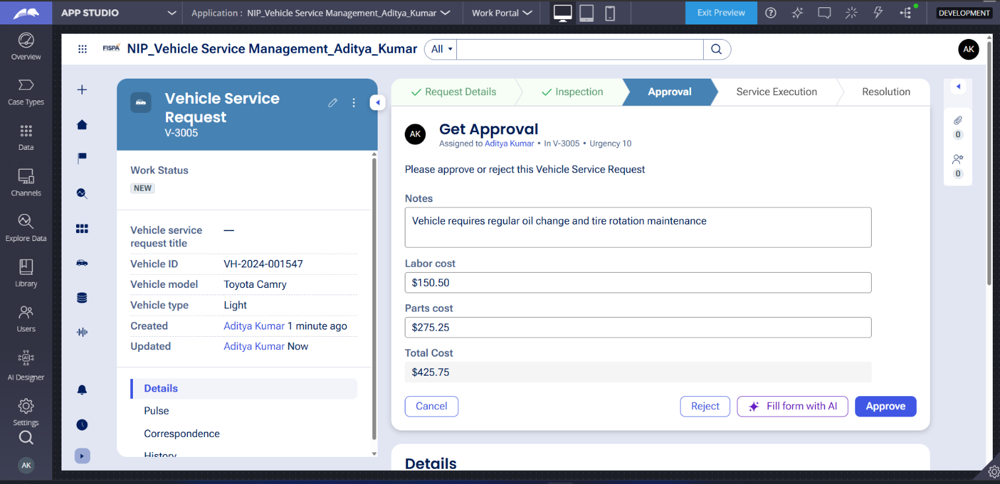 APP STUDIO
Application : NIP_Vehicle Service Management_Aditya_Kumar
Work Portal
Exit Preview
DEVELOPMENT
Overview
Case Types
Data
Channels
Explore Data
Library
Users
AI
AI Designer
Settings
AK
FISPA
NIP_Vehicle Service Management_Aditya_Kumar
All
AK
Vehicle Service
Request
V-3005
Work Status
NEW
Vehicle service
request title
—
Vehicle ID VH-2024-001547
Vehicle model Toyota Camry
Vehicle type Light
Created Aditya Kumar 1 minute ago
Updated Aditya Kumar Now
Details
Pulse
Correspondence
History
Request Details
Inspection
Approval
Service Execution
Resolution
AK
Get Approval
Assigned to Aditya Kumar • In V-3005 • Urgency 10
Please approve or reject this Vehicle Service Request
Notes
Vehicle requires regular oil change and tire rotation maintenance
Labor cost
$150.50
Parts cost
$275.25
Total Cost
$425.75
Cancel
Reject
Fill form with AI
Approve
Details
0
0